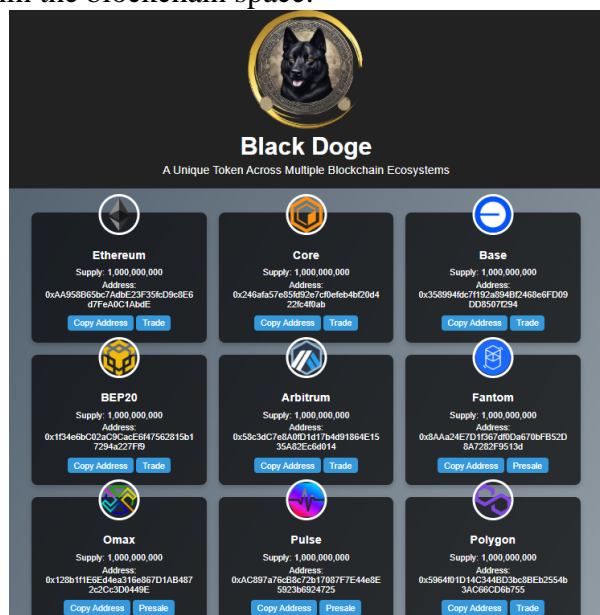 in the blockchain space.
Black Doge
A Unique Token Across Multiple Blockchain Ecosystems
Ethereum
Supply: 1,000,000,000
Address:
0xAA958B65bc7AdbE23F35fcD9c8E6
d7FeA0C1AbdE
Copy Address Trade
Core
Supply: 1,000,000,000
Address:
0x246afa57e85fd92e7cf0efeb4bf20d4
22fc4f0ab
Copy Address Trade
Base
Supply: 1,000,000,000
Address:
0x358994fdc7f192a894Bf2468e6FD09
DD8507f294
Copy Address Trade
BEP20
Supply: 1,000,000,000
Address:
0x1f34e6bC02aC9CacE6f47562815b1
7294a227Ff9
Copy Address Trade
Arbitrum
Supply: 1,000,000,000
Address:
0x58c3dC7e8A0fD1d17b4d91864E15
35A82Ec6d014
Copy Address Trade
Fantom
Supply: 1,000,000,000
Address:
0x8AAa24E7D1f367df0Da670bFB52D
8A7282F9513d
Copy Address Presale
Omax
Supply: 1,000,000,000
Address:
0x128b1f1E6Ed4ea316e867D1AB487
2c2Cc3D0449E
Copy Address Presale
Pulse
Supply: 1,000,000,000
Address:
0xAC897a76cB8c72b17087F7E44e8E
5923b6924725
Copy Address Presale
Polygon
Supply: 1,000,000,000
Address:
0x5964f01D14C344BD3bc8BEb2554b
3AC66CD6b755
Copy Address Trade